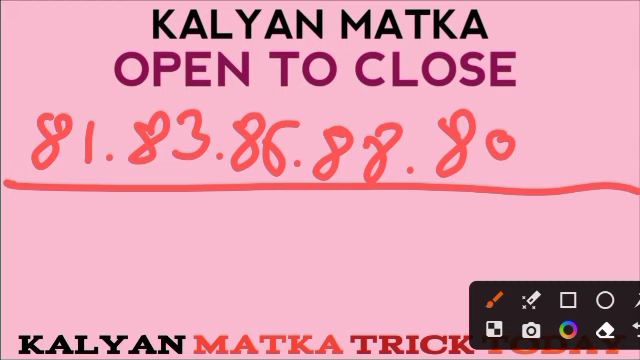 KALYAN MATKA
OPEN TO CLOSE
81.83.86.88.80
KALYAN MATKA TRICK TODAY